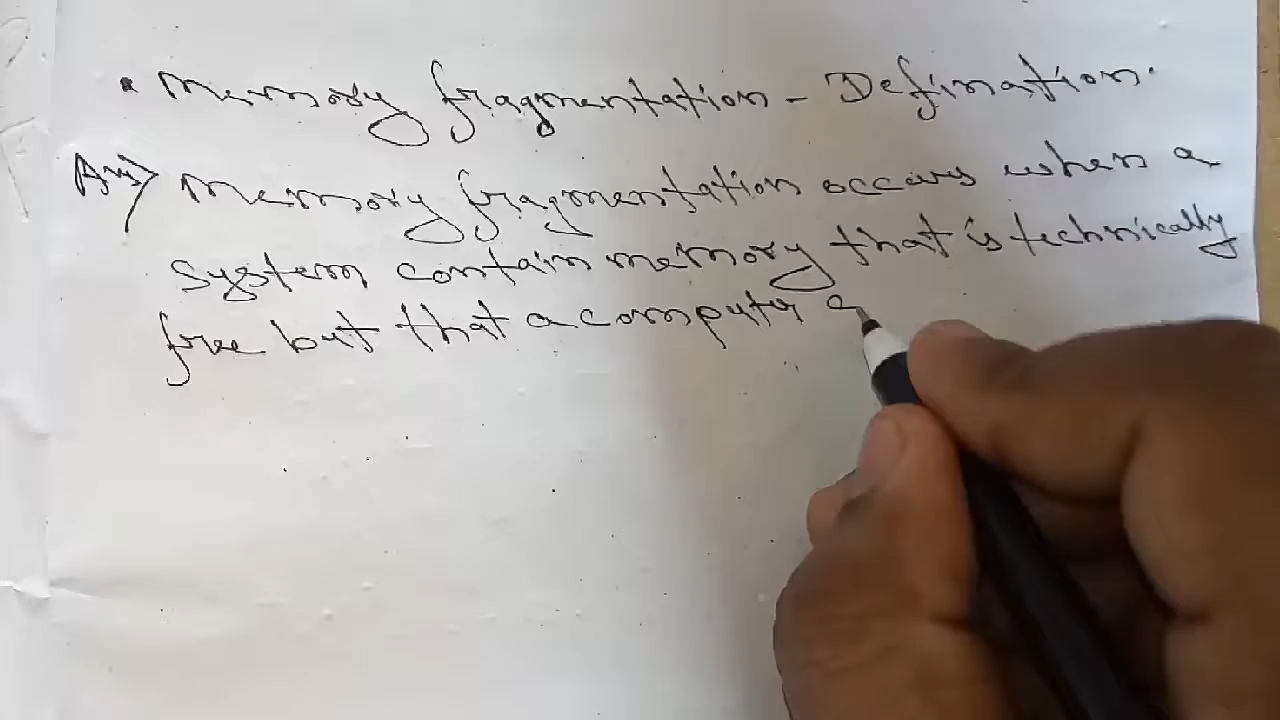 • Memory fragmentation - Defination.
Ans) Memory fragmentation occurs when a
system contain memory that is technically
free but that a computer